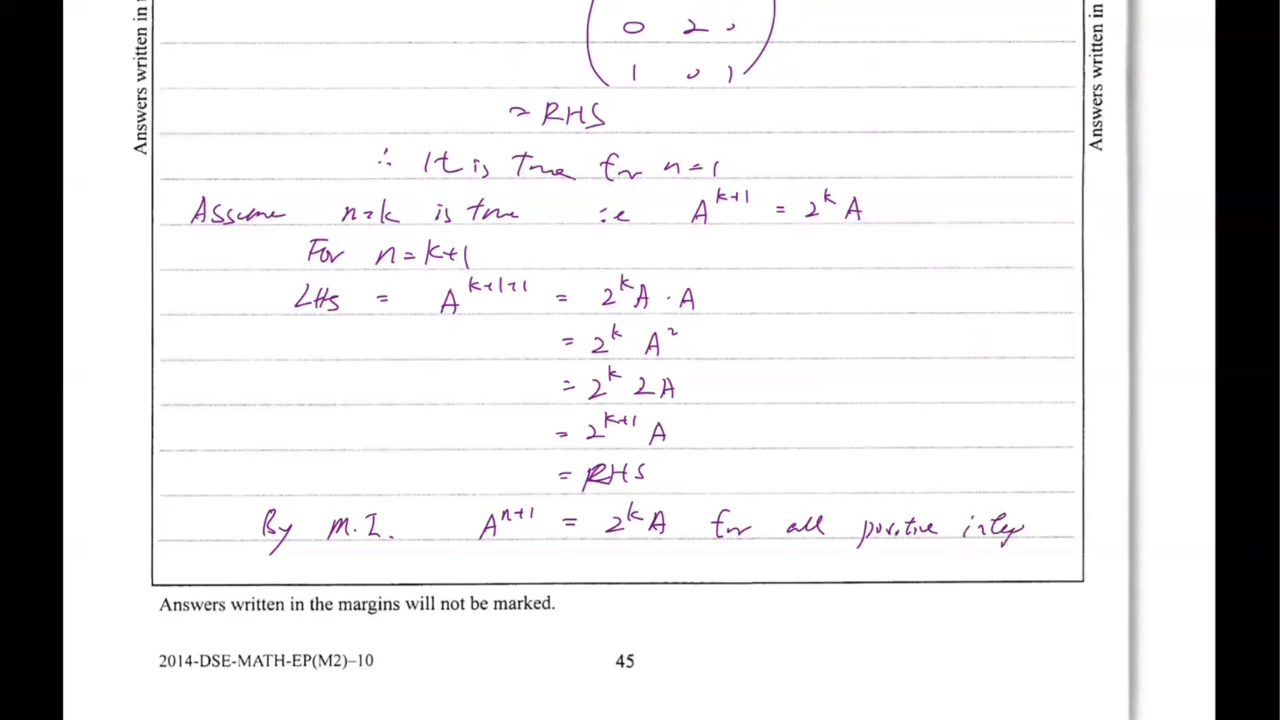 0 2 0
1 0 1
= RHS
∴ It is true for n=1
Assume n=k is true i.e A^{k+1} = 2^k A
For n=k+1
LHS = A^{k+1+1} = 2^k A · A
= 2^k A^2
= 2^k 2A
= 2^{k+1} A
= RHS
By M.I. A^{n+1} = 2^k A for all positive integ
Answers written in the margins will not be marked.
2014-DSE-MATH-EP(M2)–10 45
Answers written in
Answers written in